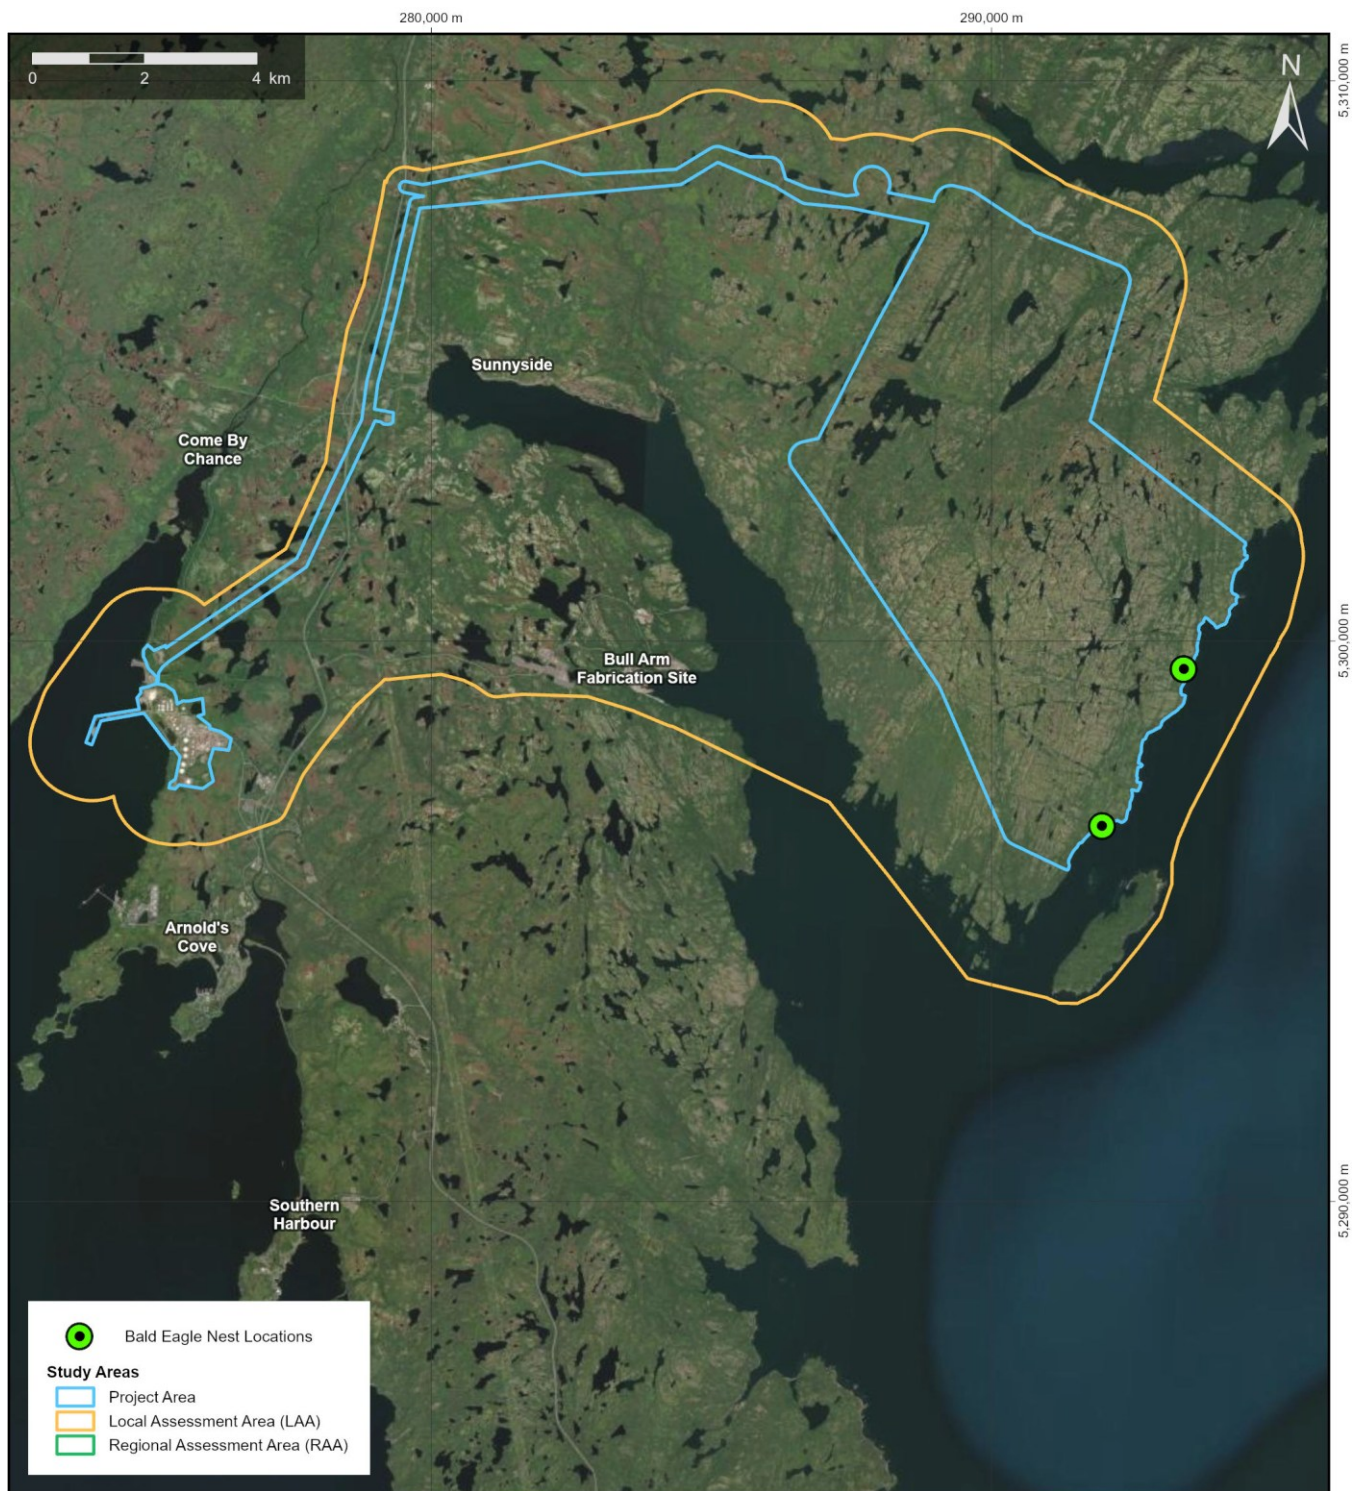 280,000 m
290,000 m
0 2 4 km
N
5,310,000 m
Sunnyside
Come By
Chance
5,300,000 m
Bull Arm
Fabrication Site
Arnold's
Cove
5,290,000 m
Southern
Harbour
Bald Eagle Nest Locations
Study Areas
Project Area
Local Assessment Area (LAA)
Regional Assessment Area (RAA)